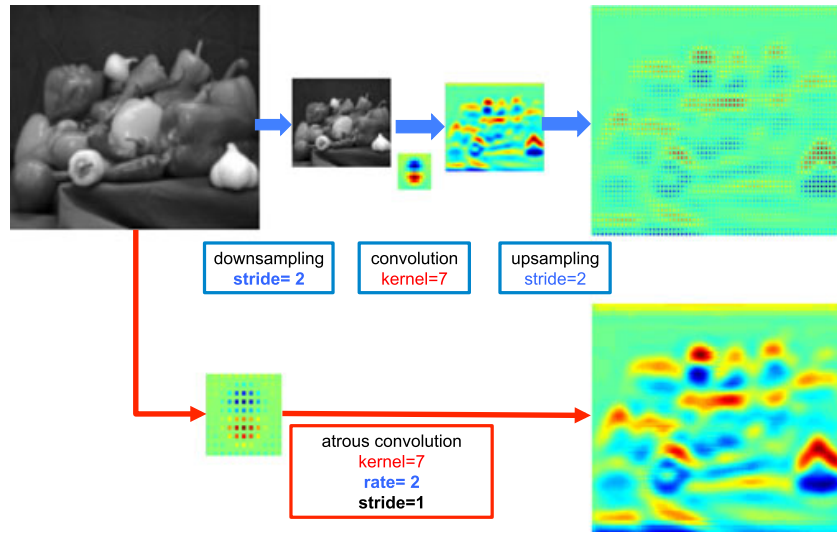 downsampling
stride= 2
convolution
kernel=7
upsampling
stride=2
atrous convolution
kernel=7
rate= 2
stride=1